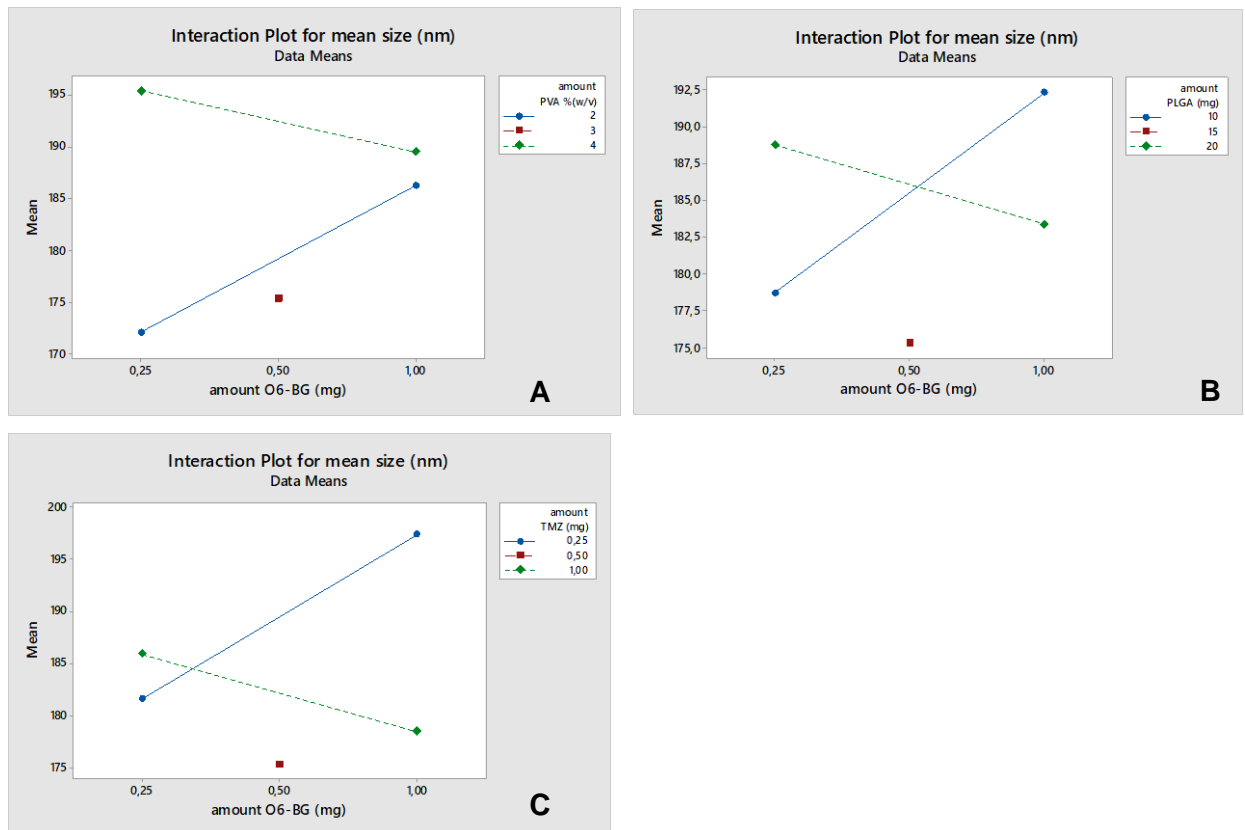 Interaction Plot for mean size (nm)
Data Means
195
190
185
180
175
170
Mean
0,25
0,50
1,00
amount O6-BG (mg)
amount
PVA %(w/v)
2
3
4
A
Interaction Plot for mean size (nm)
Data Means
192,5
190,0
187,5
185,0
182,5
180,0
177,5
175,0
Mean
0,25
0,50
1,00
amount O6-BG (mg)
amount
PLGA (mg)
10
15
20
B
Interaction Plot for mean size (nm)
Data Means
200
195
190
185
180
175
Mean
0,25
0,50
1,00
amount O6-BG (mg)
amount
TMZ (mg)
0,25
0,50
1,00
C